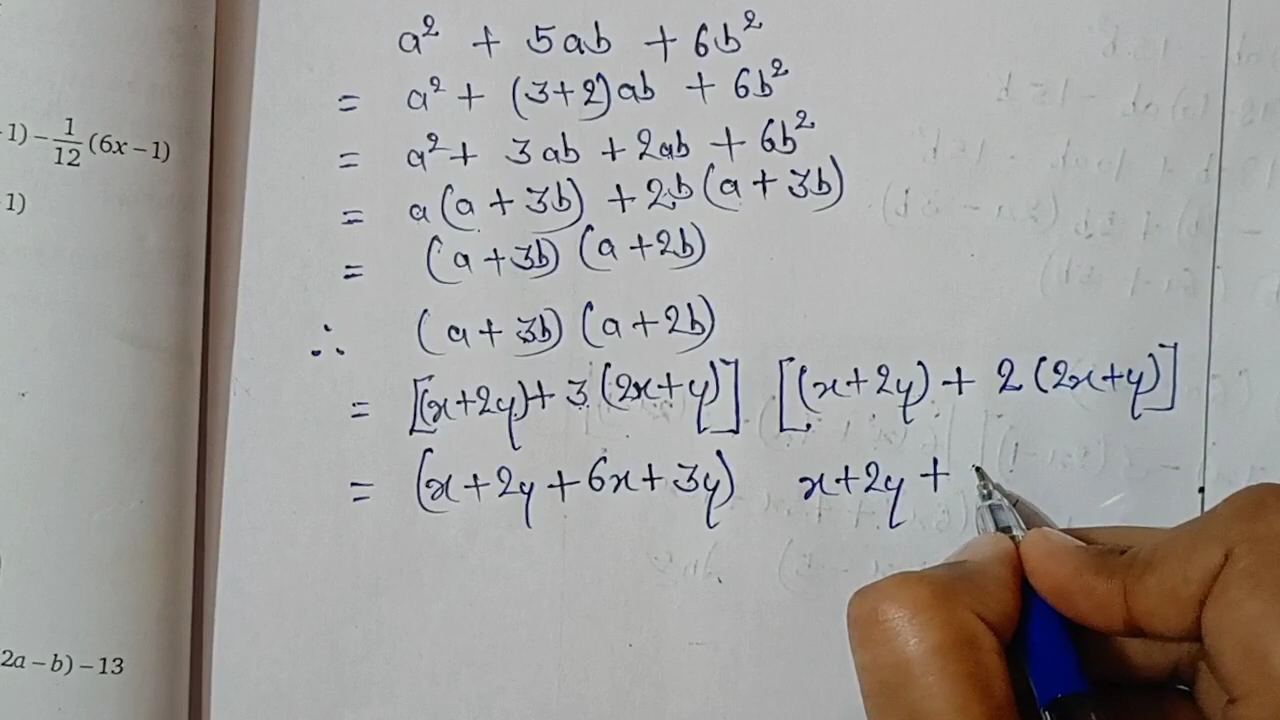 1) – 1/12 (6x – 1)
1)
2a – b) – 13
a² + 5ab + 6b²
= a² + (3+2)ab + 6b²
= a² + 3ab + 2ab + 6b²
= a(a + 3b) + 2b(a + 3b)
= (a + 3b) (a + 2b)
∴ (a + 3b) (a + 2b)
= [(x+2y) + 3(2x+y)] [(x+2y) + 2(2x+y)]
= (x+2y+6x+3y) x+2y+